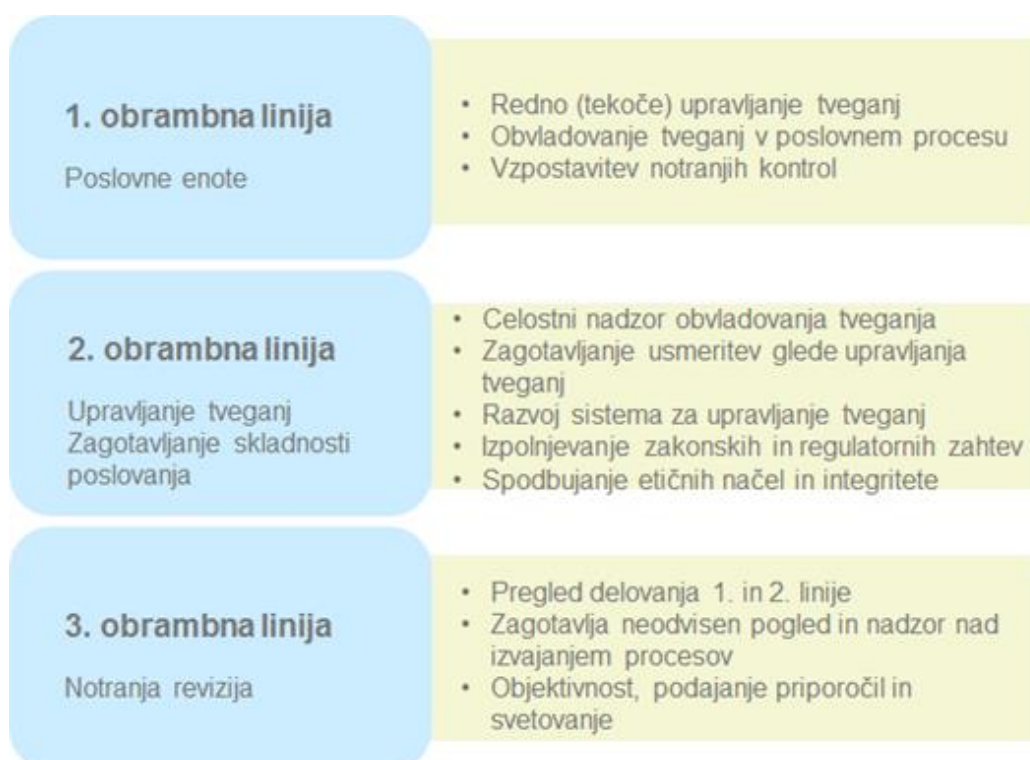 1. obrambna linija
Poslovne enote
• Redno (tekoče) upravljanje tveganj
• Obvladovanje tveganj v poslovnem procesu
• Vzpostavitev notranjih kontrol
2. obrambna linija
Upravljanje tveganj
Zagotavljanje skladnosti
poslovanja
• Celostni nadzor obvladovanja tveganja
• Zagotavljanje usmeritev glede upravljanja
tveganj
• Razvoj sistema za upravljanje tveganj
• Izpolnjevanje zakonskih in regulatornih zahtev
• Spodbujanje etičnih načel in integritete
3. obrambna linija
Notranja revizija
• Pregled delovanja 1. in 2. linije
• Zagotavlja neodvisen pogled in nadzor nad
izvajanjem procesov
• Objektivnost, podajanje priporočil in
svetovanje